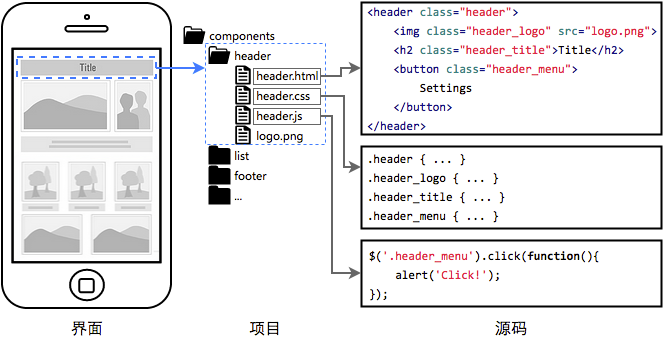 Title
components
header
header.html
header.css
header.js
logo.png
list
footer
...
<header class="header">
<img class="header_logo" src="logo.png">
<h2 class="header_title">Title</h2>
<button class="header_menu">
Settings
</button>
</header>
.header { ... }
.header_logo { ... }
.header_title { ... }
.header_menu { ... }
$('.header_menu').click(function(){
alert('Click!');
});
界面
项目
源码